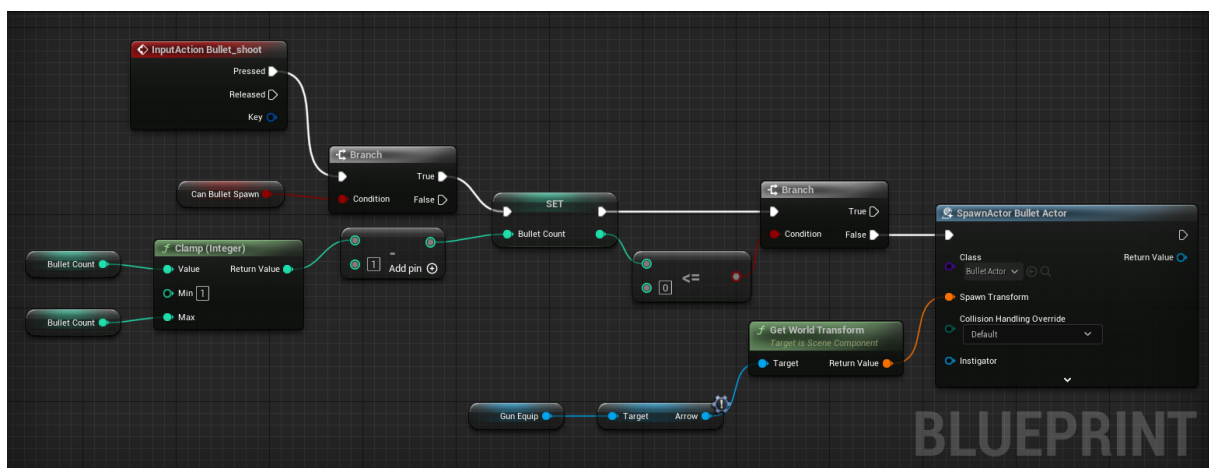 InputAction Bullet_shoot
Pressed
Released
Key
Branch
True
Can Bullet Spawn
Condition
False
SET
Bullet Count
Branch
True
Condition
False
SpawnActor Bullet Actor
Class
Bullet Actor
Return Value
Spawn Transform
Collision Handling Override
Default
Instigator
Clamp (Integer)
Bullet Count
Value
Return Value
Min 1
Bullet Count
Max
-
1
Add pin
<=
0
Get World Transform
Target is Scene Component
Target
Return Value
Gun Equip
Target
Arrow
BLUEPRINT